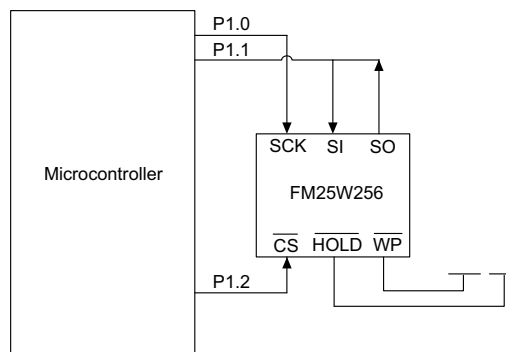 P1.0
P1.1
SCK SI SO
Microcontroller
FM25W256
CS HOLD WP
P1.2